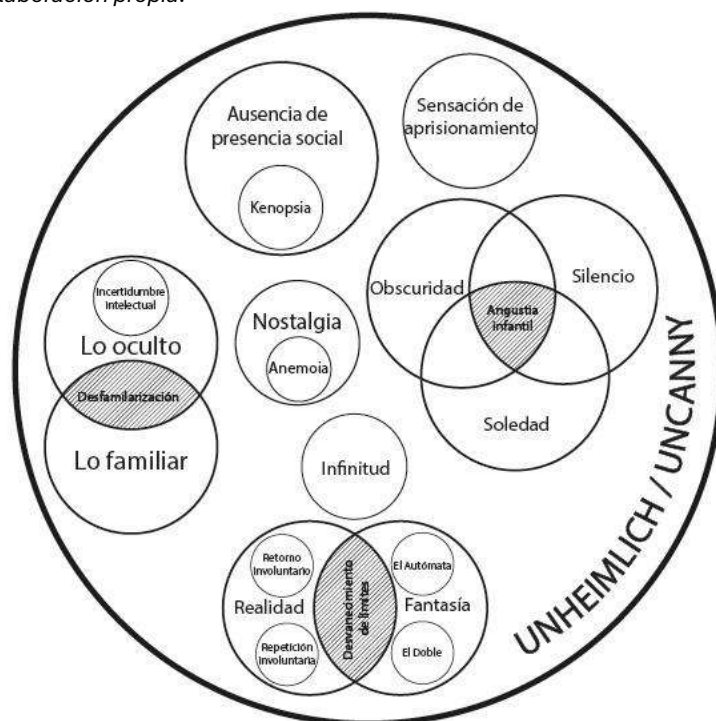 elaboración propia.
Ausencia de
presencia social
Kenopsia
Sensación de
aprisionamiento
Obscuridad
Silencio
Angustia
infantil
Soledad
Incertidumbre
intelectual
Lo oculto
Desfamilarización
Lo familiar
Nostalgia
Anemoia
Infinitud
Retorno
Involuntario
Realidad
Repetición
Involuntaria
Desvanecimiento
de límites
El Autómata
Fantasía
El Doble
UNHEIMLICH / UNCANNY